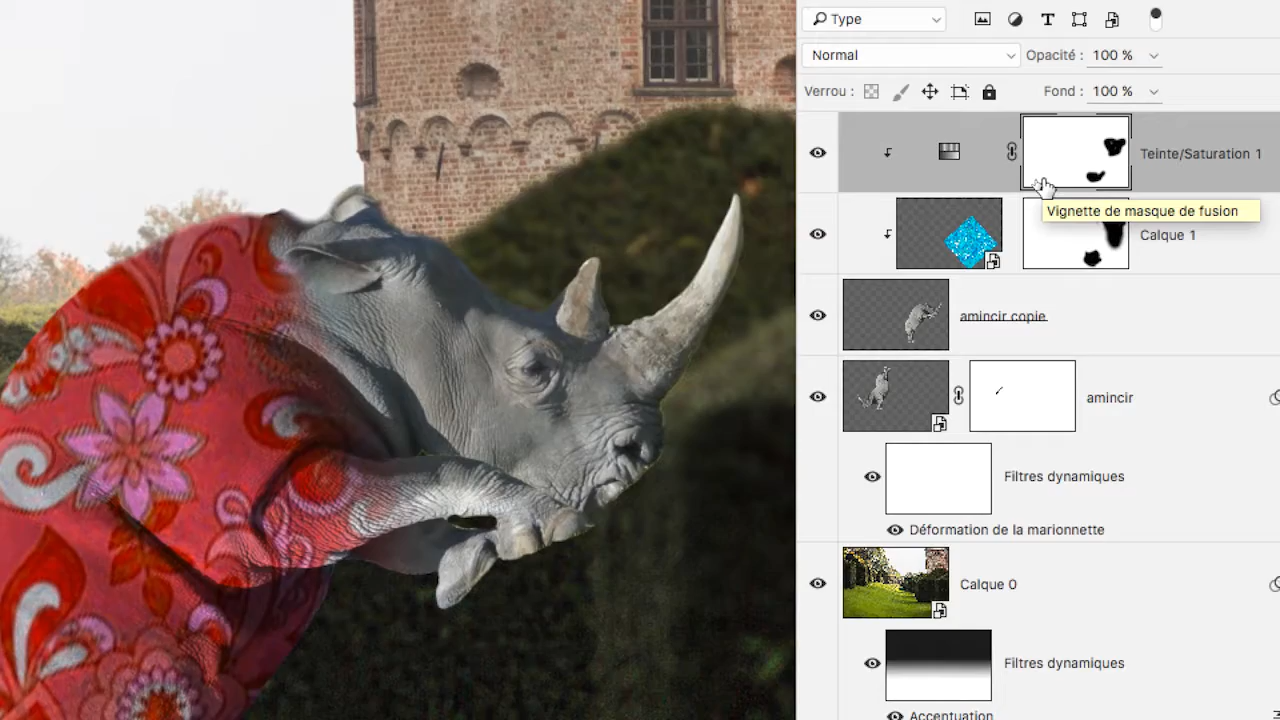 Type
Normal
Opacité : 100 %
Verrou :
Fond : 100 %
Teinte/Saturation 1
Vignette de masque de fusion
Calque 1
amincir copie
amincir
Filtres dynamiques
Déformation de la marionnette
Calque 0
Filtres dynamiques
Accentuation